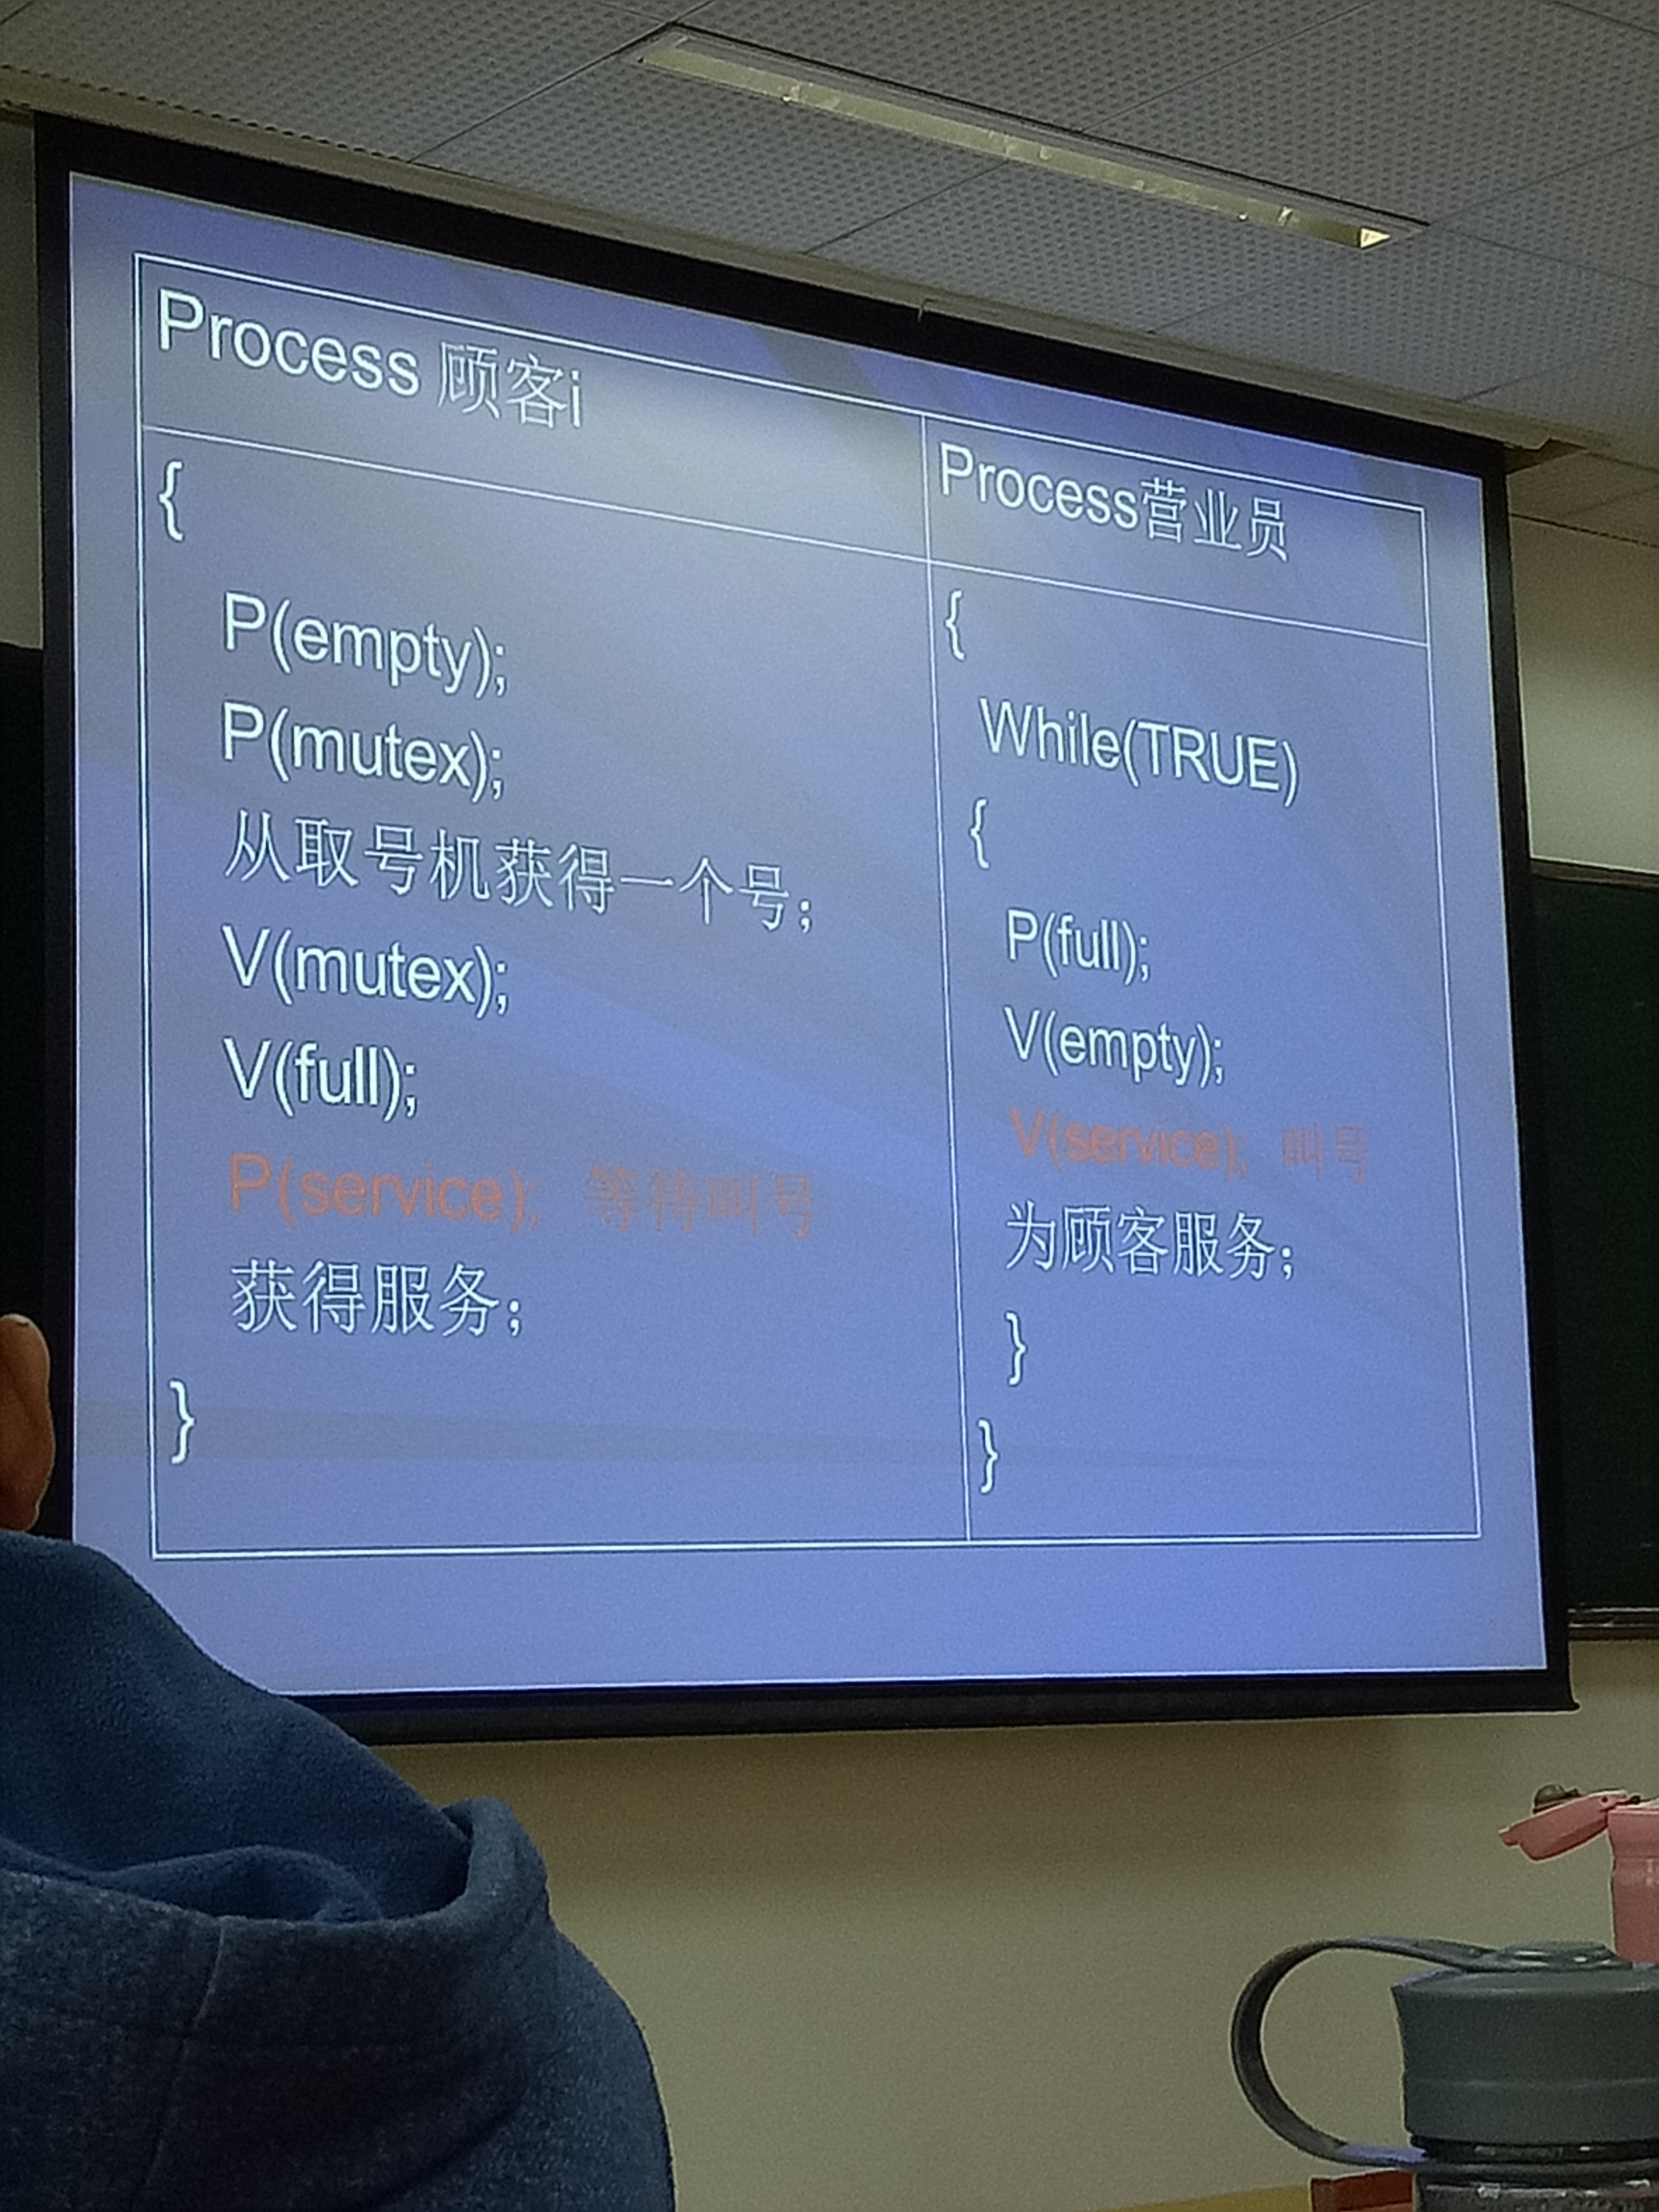 Process 顾客i
{
P(empty);
P(mutex);
从取号机获得一个号;
V(mutex);
V(full);
P(service); 等待叫号
获得服务;
}
Process营业员
{
While(TRUE)
{
P(full);
V(empty);
V(service); 叫号
为顾客服务;
}
}